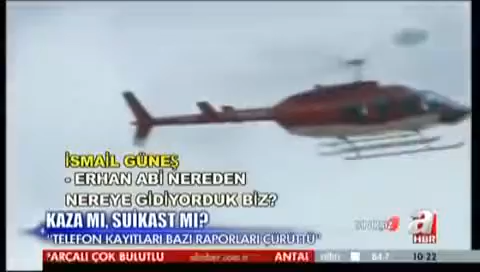 İSMAİL GÜNEŞ
- ERHAN ABİ NEREDEN
NEREYE GİDİYORDUK BİZ?
KAZA MI, SUİKAST MI?
a
HBR
"TELEFON KAYITLARI BAZI RAPORLARI ÇÜRÜTTÜ"
PARÇALI ÇOK BULUTLU
ANTAL
10:22